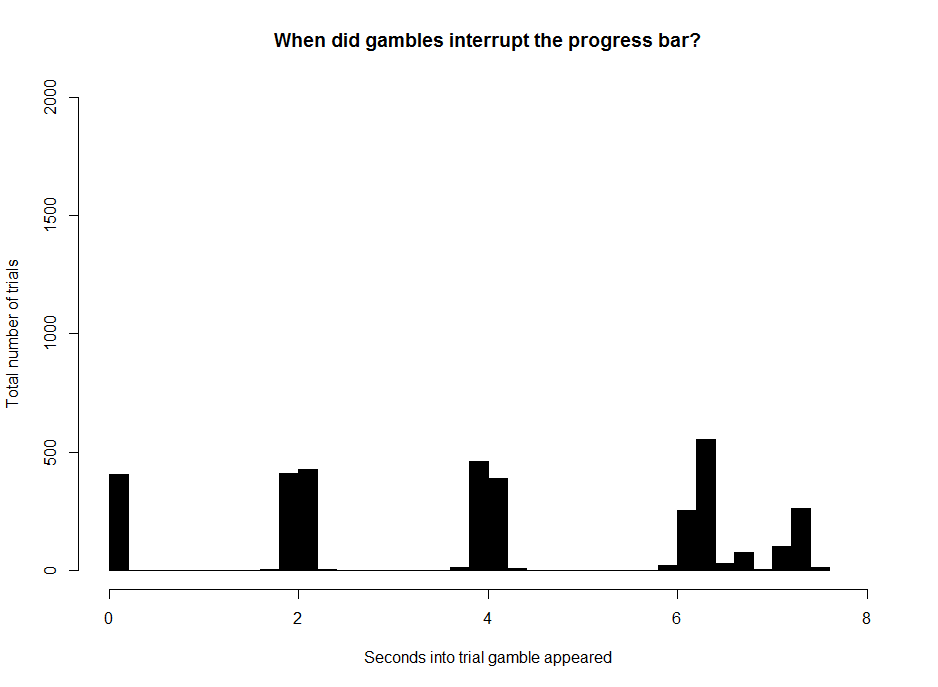 When did gambles interrupt the progress bar?
2000
1500
1000
500
0
Total number of trials
0 2 4 6 8
Seconds into trial gamble appeared